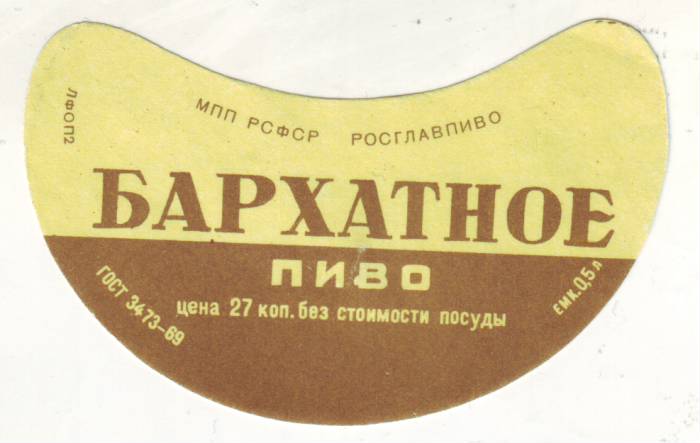 ЛФОП2
МПП РСФСР РОСГЛАВПИВО
БАРХАТНОЕ
ПИВО
цена 27 коп. без стоимости посуды
ГОСТ 3473-69
ЕМК. 0,5 л